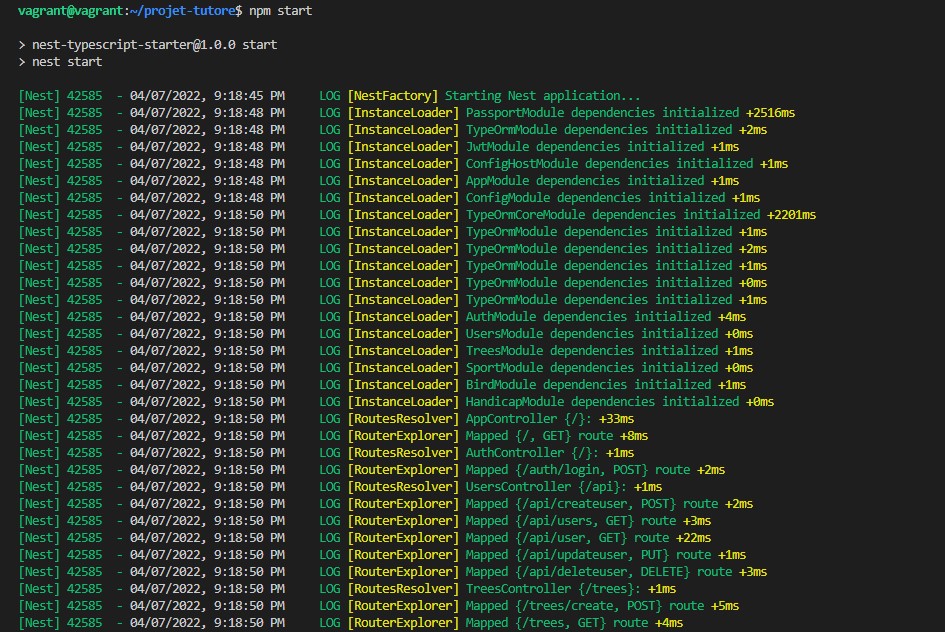 vagrant@vagrant:~/projet-tutore$ npm start
> nest-typescript-starter@1.0.0 start
> nest start
[Nest] 42585  - 04/07/2022, 9:18:45 PM     LOG [NestFactory] Starting Nest application...
[Nest] 42585  - 04/07/2022, 9:18:48 PM     LOG [InstanceLoader] PassportModule dependencies initialized +2516ms
[Nest] 42585  - 04/07/2022, 9:18:48 PM     LOG [InstanceLoader] TypeOrmModule dependencies initialized +2ms
[Nest] 42585  - 04/07/2022, 9:18:48 PM     LOG [InstanceLoader] JwtModule dependencies initialized +1ms
[Nest] 42585  - 04/07/2022, 9:18:48 PM     LOG [InstanceLoader] ConfigHostModule dependencies initialized +1ms
[Nest] 42585  - 04/07/2022, 9:18:48 PM     LOG [InstanceLoader] AppModule dependencies initialized +1ms
[Nest] 42585  - 04/07/2022, 9:18:48 PM     LOG [InstanceLoader] ConfigModule dependencies initialized +1ms
[Nest] 42585  - 04/07/2022, 9:18:50 PM     LOG [InstanceLoader] TypeOrmCoreModule dependencies initialized +2201ms
[Nest] 42585  - 04/07/2022, 9:18:50 PM     LOG [InstanceLoader] TypeOrmModule dependencies initialized +1ms
[Nest] 42585  - 04/07/2022, 9:18:50 PM     LOG [InstanceLoader] TypeOrmModule dependencies initialized +2ms
[Nest] 42585  - 04/07/2022, 9:18:50 PM     LOG [InstanceLoader] TypeOrmModule dependencies initialized +1ms
[Nest] 42585  - 04/07/2022, 9:18:50 PM     LOG [InstanceLoader] TypeOrmModule dependencies initialized +0ms
[Nest] 42585  - 04/07/2022, 9:18:50 PM     LOG [InstanceLoader] TypeOrmModule dependencies initialized +1ms
[Nest] 42585  - 04/07/2022, 9:18:50 PM     LOG [InstanceLoader] AuthModule dependencies initialized +4ms
[Nest] 42585  - 04/07/2022, 9:18:50 PM     LOG [InstanceLoader] UsersModule dependencies initialized +0ms
[Nest] 42585  - 04/07/2022, 9:18:50 PM     LOG [InstanceLoader] TreesModule dependencies initialized +1ms
[Nest] 42585  - 04/07/2022, 9:18:50 PM     LOG [InstanceLoader] SportModule dependencies initialized +0ms
[Nest] 42585  - 04/07/2022, 9:18:50 PM     LOG [InstanceLoader] BirdModule dependencies initialized +1ms
[Nest] 42585  - 04/07/2022, 9:18:50 PM     LOG [InstanceLoader] HandicapModule dependencies initialized +0ms
[Nest] 42585  - 04/07/2022, 9:18:50 PM     LOG [RoutesResolver] AppController {/}: +33ms
[Nest] 42585  - 04/07/2022, 9:18:50 PM     LOG [RouterExplorer] Mapped {/, GET} route +8ms
[Nest] 42585  - 04/07/2022, 9:18:50 PM     LOG [RoutesResolver] AuthController {/}: +1ms
[Nest] 42585  - 04/07/2022, 9:18:50 PM     LOG [RouterExplorer] Mapped {/auth/login, POST} route +2ms
[Nest] 42585  - 04/07/2022, 9:18:50 PM     LOG [RoutesResolver] UsersController {/api}: +1ms
[Nest] 42585  - 04/07/2022, 9:18:50 PM     LOG [RouterExplorer] Mapped {/api/createuser, POST} route +2ms
[Nest] 42585  - 04/07/2022, 9:18:50 PM     LOG [RouterExplorer] Mapped {/api/users, GET} route +3ms
[Nest] 42585  - 04/07/2022, 9:18:50 PM     LOG [RouterExplorer] Mapped {/api/user, GET} route +22ms
[Nest] 42585  - 04/07/2022, 9:18:50 PM     LOG [RouterExplorer] Mapped {/api/updateuser, PUT} route +1ms
[Nest] 42585  - 04/07/2022, 9:18:50 PM     LOG [RouterExplorer] Mapped {/api/deleteuser, DELETE} route +3ms
[Nest] 42585  - 04/07/2022, 9:18:50 PM     LOG [RoutesResolver] TreesController {/trees}: +1ms
[Nest] 42585  - 04/07/2022, 9:18:50 PM     LOG [RouterExplorer] Mapped {/trees/create, POST} route +5ms
[Nest] 42585  - 04/07/2022, 9:18:50 PM     LOG [RouterExplorer] Mapped {/trees, GET} route +4ms